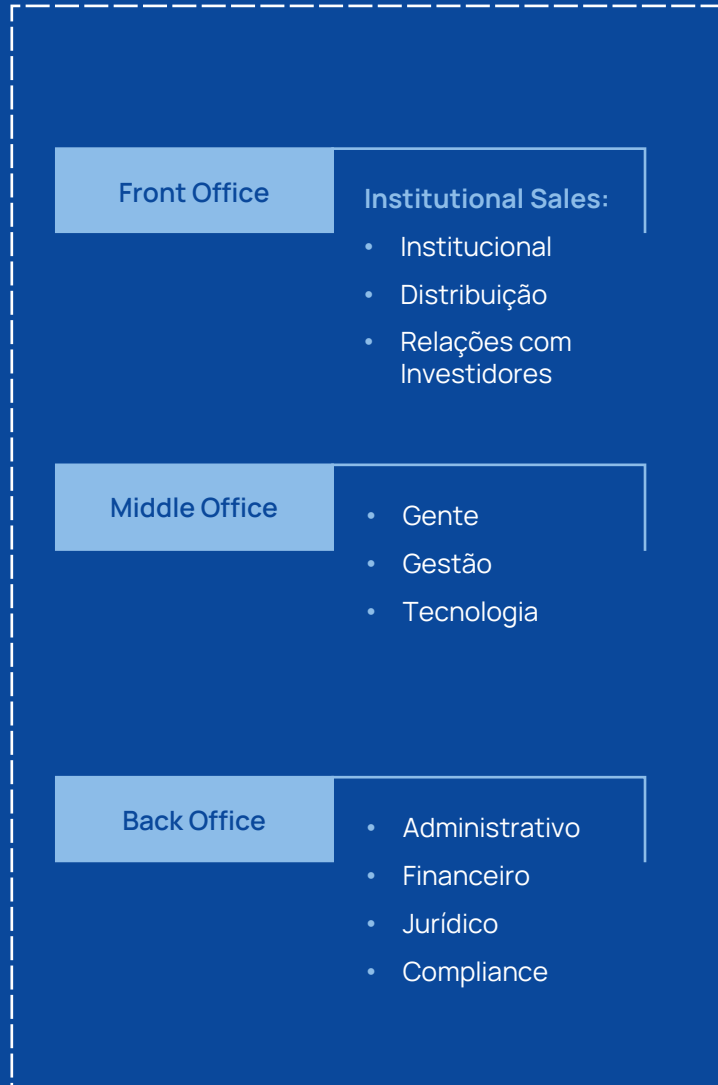 Front Office
Institutional Sales:
• Institucional
• Distribuição
• Relações com
Investidores
Middle Office
• Gente
• Gestão
• Tecnologia
Back Office
• Administrativo
• Financeiro
• Jurídico
• Compliance